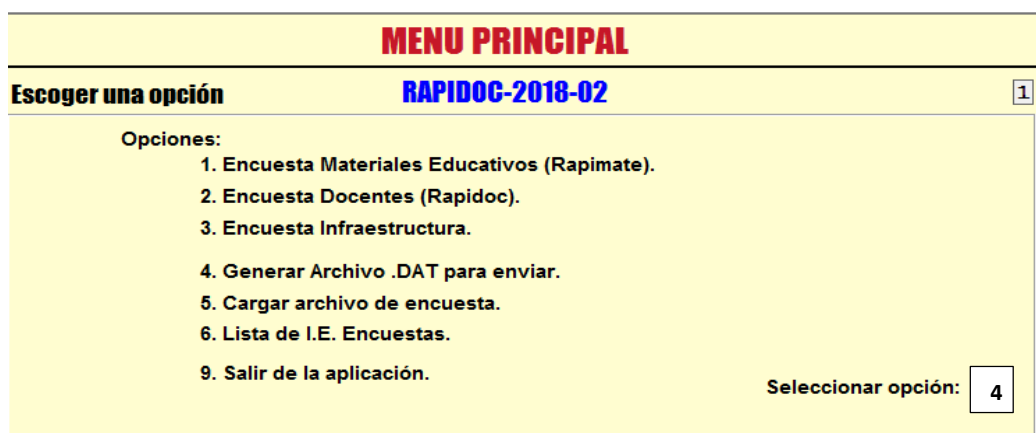 MENU PRINCIPAL
Escoger una opción RAPIDOC-2018-02 1
Opciones:
1. Encuesta Materiales Educativos (Rapimate).
2. Encuesta Docentes (Rapidoc).
3. Encuesta Infraestructura.
4. Generar Archivo .DAT para enviar.
5. Cargar archivo de encuesta.
6. Lista de I.E. Encuestas.
9. Salir de la aplicación.
Seleccionar opción: 4